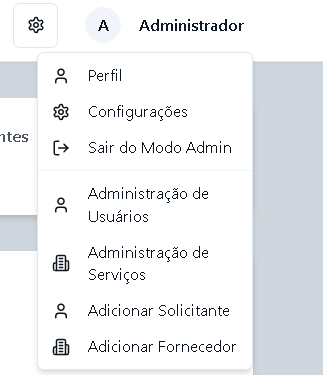 A Administrador
Perfil
Configurações
ntes
Sair do Modo Admin
Administração de
Usuários
Administração de
Serviços
Adicionar Solicitante
Adicionar Fornecedor